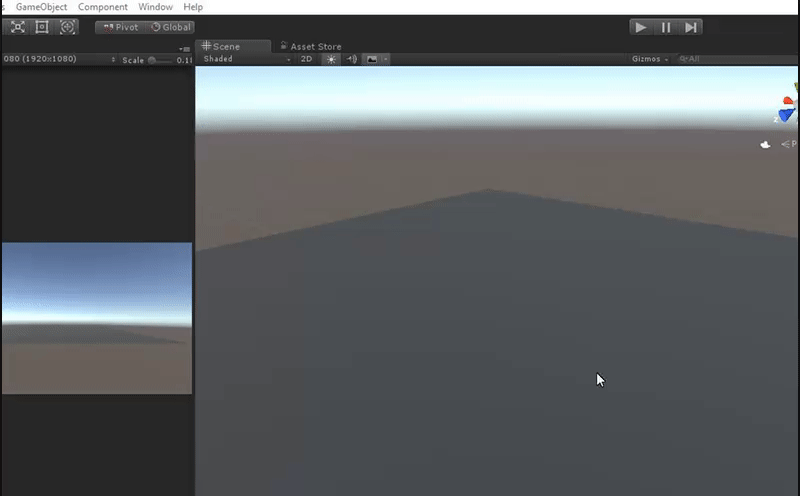 GameObject Component Window Help
Pivot Global
Scene Asset Store
080 (1920x1080) Scale 0.1 Shaded 2D Gizmos All
z
P